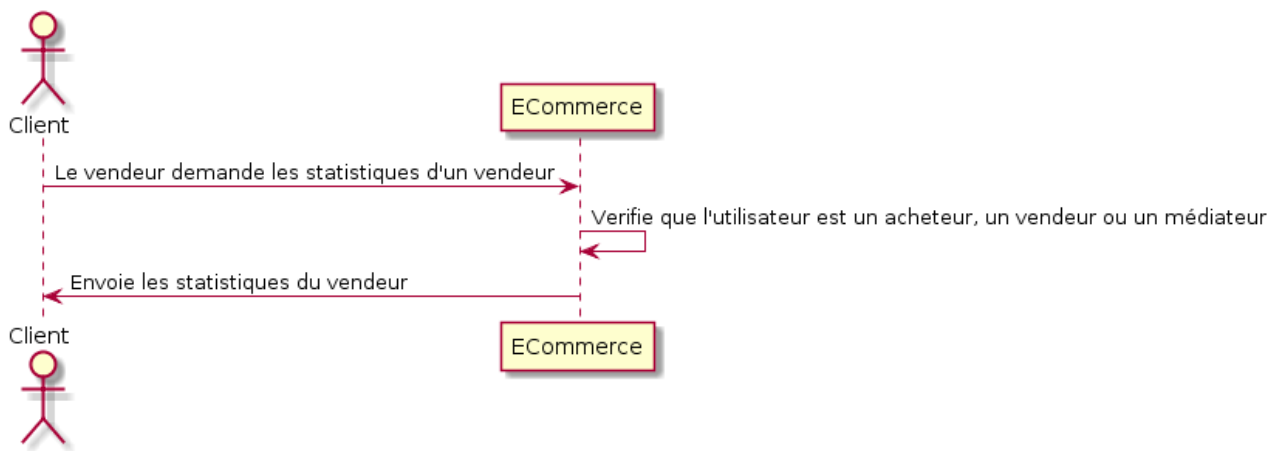 Client
ECommerce
Le vendeur demande les statistiques d'un vendeur
Verifie que l'utilisateur est un acheteur, un vendeur ou un médiateur
Envoie les statistiques du vendeur
Client
ECommerce